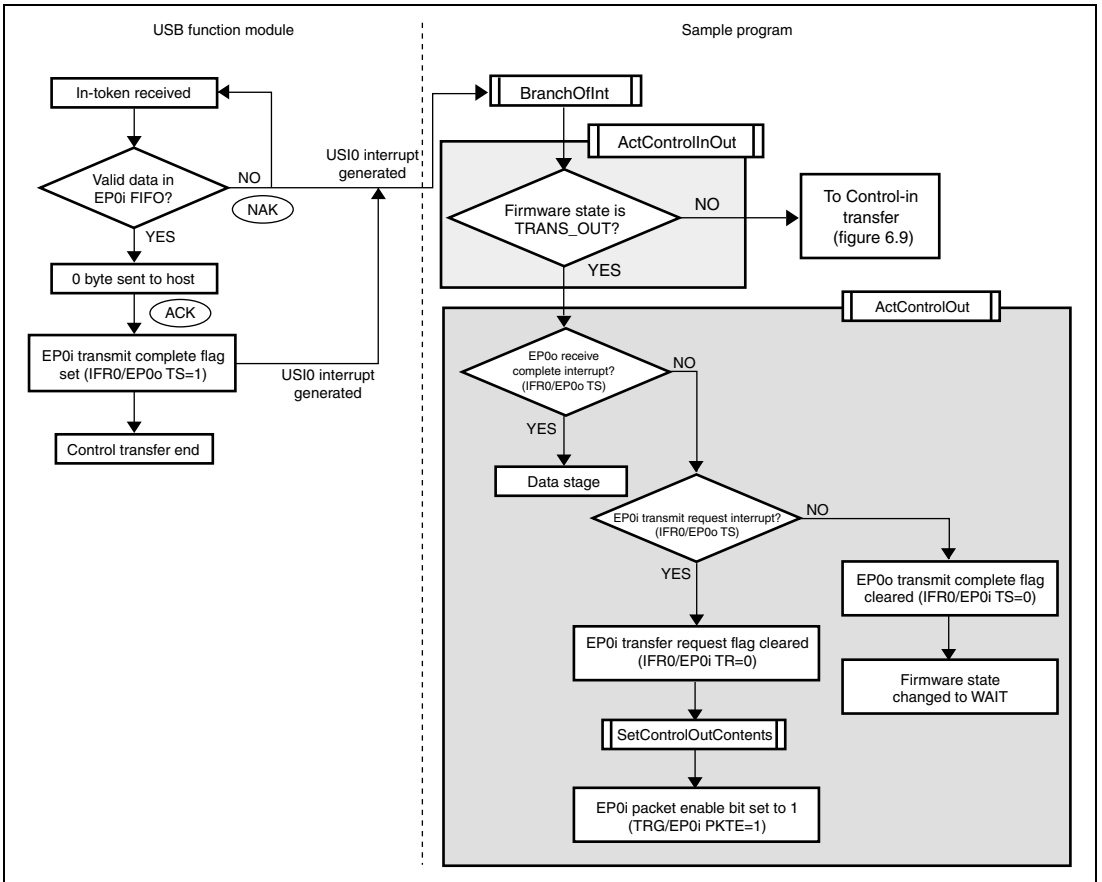 USB function module
Sample program
In-token received
BranchOfInt
ActControlInOut
USI0 interrupt
generated
Valid data in
EP0i FIFO?
NO
NAK
YES
Firmware state is
TRANS_OUT?
NO
To Control-in
transfer
(figure 6.9)
YES
0 byte sent to host
ACK
ActControlOut
EP0i transmit complete flag
set (IFR0/EP0o TS=1)
USI0 interrupt
generated
EP0o receive
complete interrupt?
(IFR0/EP0o TS)
NO
YES
Control transfer end
Data stage
EP0i transmit request interrupt?
(IFR0/EP0o TS)
NO
YES
EP0o transmit complete flag
cleared (IFR0/EP0i TS=0)
EP0i transfer request flag cleared
(IFR0/EP0i TR=0)
Firmware state
changed to WAIT
SetControlOutContents
EP0i packet enable bit set to 1
(TRG/EP0i PKTE=1)